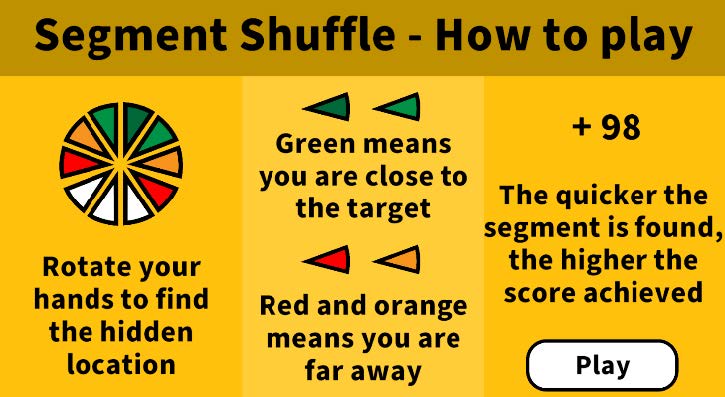 Segment Shuffle - How to play
Rotate your
hands to find
the hidden
location
Green means
you are close to
the target
Red and orange
means you are
far away
+ 98
The quicker the
segment is found,
the higher the
score achieved
Play